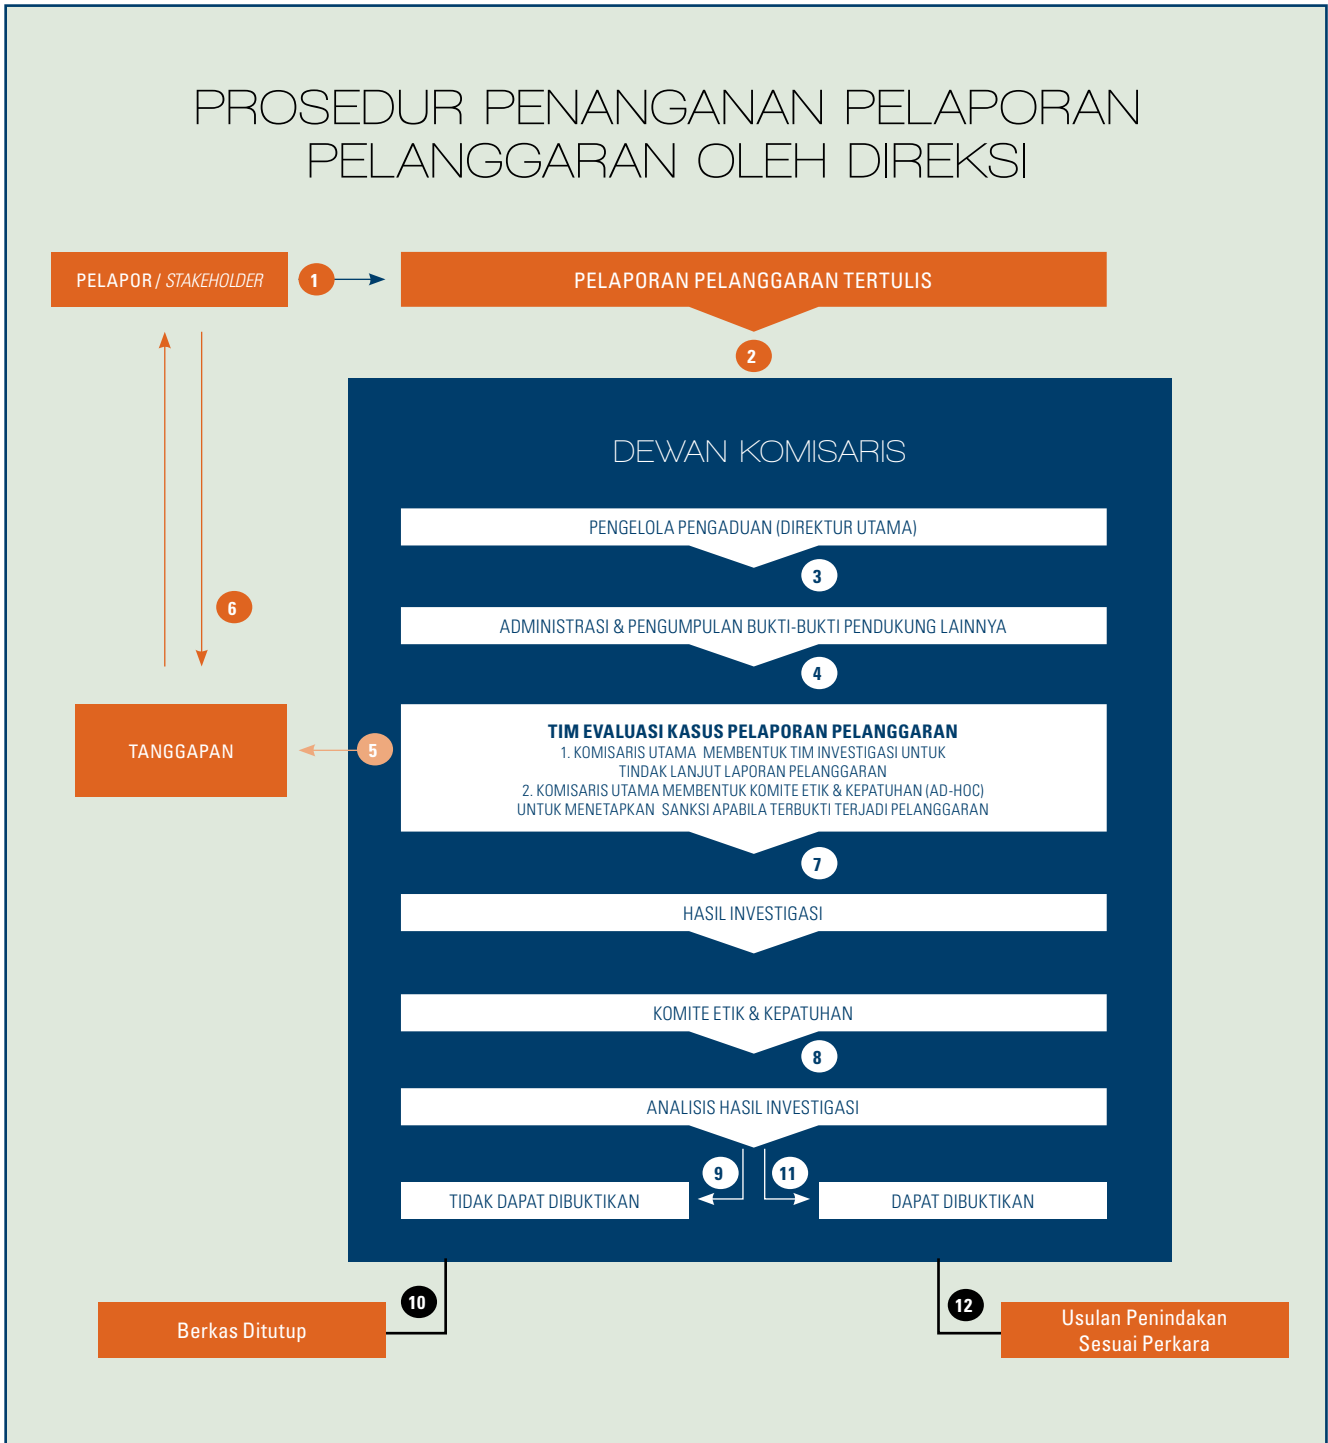 PROSEDUR PENANGANAN PELAPORAN
PELANGGARAN OLEH DIREKSI
PELAPOR / STAKEHOLDER
1
PELAPORAN PELANGGARAN TERTULIS
2
DEWAN KOMISARIS
PENGELOLA PENGADUAN (DIREKTUR UTAMA)
3
6
ADMINISTRASI & PENGUMPULAN BUKTI-BUKTI PENDUKUNG LAINNYA
4
TANGGAPAN
5
TIM EVALUASI KASUS PELAPORAN PELANGGARAN
1. KOMISARIS UTAMA MEMBENTUK TIM INVESTIGASI UNTUK
TINDAK LANJUT LAPORAN PELANGGARAN
2. KOMISARIS UTAMA MEMBENTUK KOMITE ETIK & KEPATUHAN (AD-HOC)
UNTUK MENETAPKAN SANKSI APABILA TERBUKTI TERJADI PELANGGARAN
7
HASIL INVESTIGASI
KOMITE ETIK & KEPATUHAN
8
ANALISIS HASIL INVESTIGASI
9
11
TIDAK DAPAT DIBUKTIKAN
DAPAT DIBUKTIKAN
10
12
Berkas Ditutup
Usulan Penindakan
Sesuai Perkara